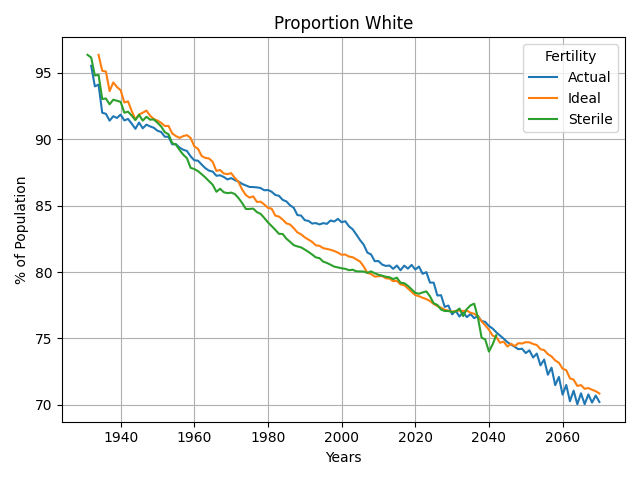 Proportion White
Fertility
Actual
Ideal
Sterile
% of Population
95
90
85
80
75
70
1940 1960 1980 2000 2020 2040 2060
Years